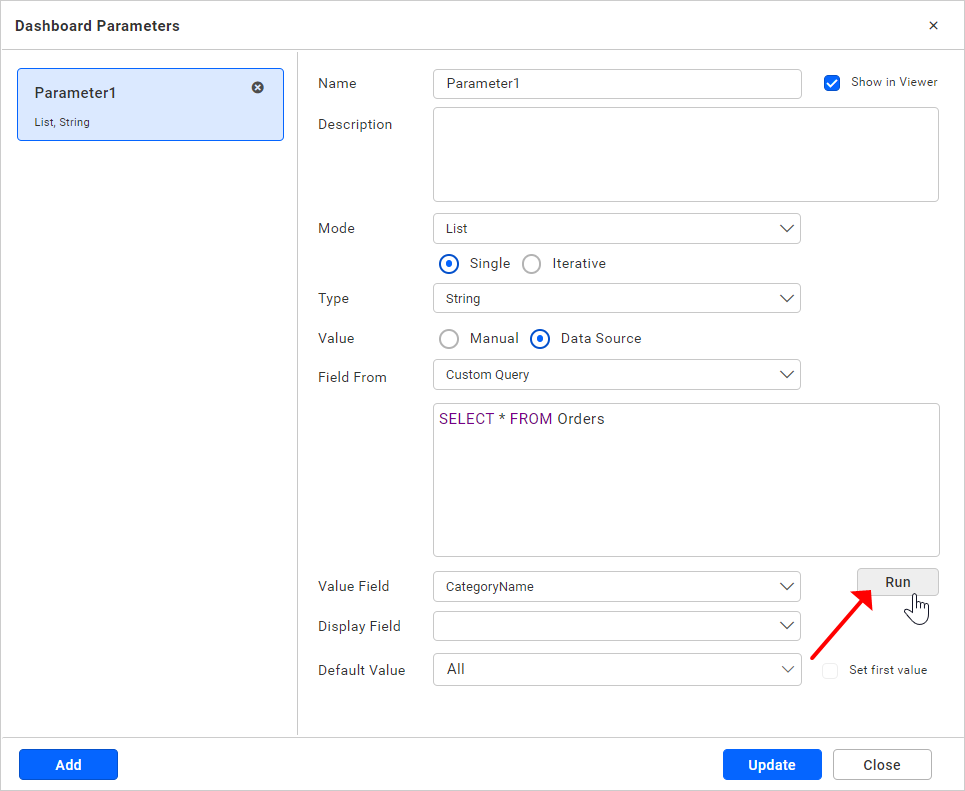 Dashboard Parameters
Parameter1
List, String
Name
Parameter1
Show in Viewer
Description
Mode
List
Single
Iterative
Type
String
Value
Manual
Data Source
Field From
Custom Query
SELECT * FROM Orders
Value Field
CategoryName
Run
Display Field
Default Value
All
Set first value
Add
Update
Close